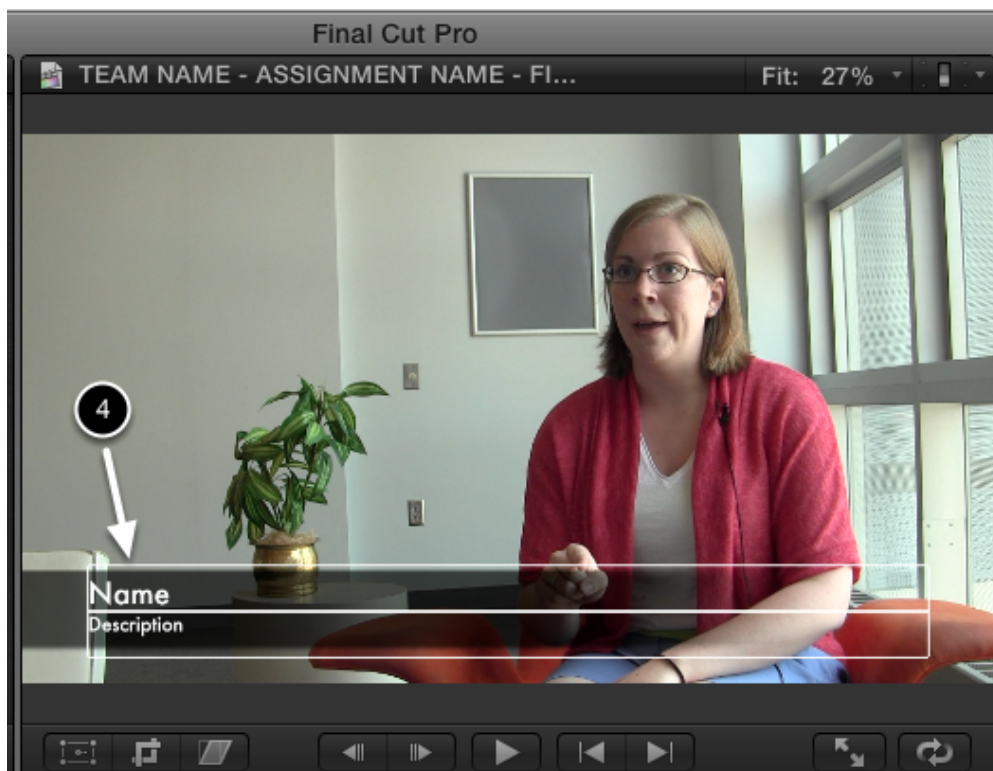 Final Cut Pro
TEAM NAME - ASSIGNMENT NAME - FI...
Fit: 27%
4
Name
Description